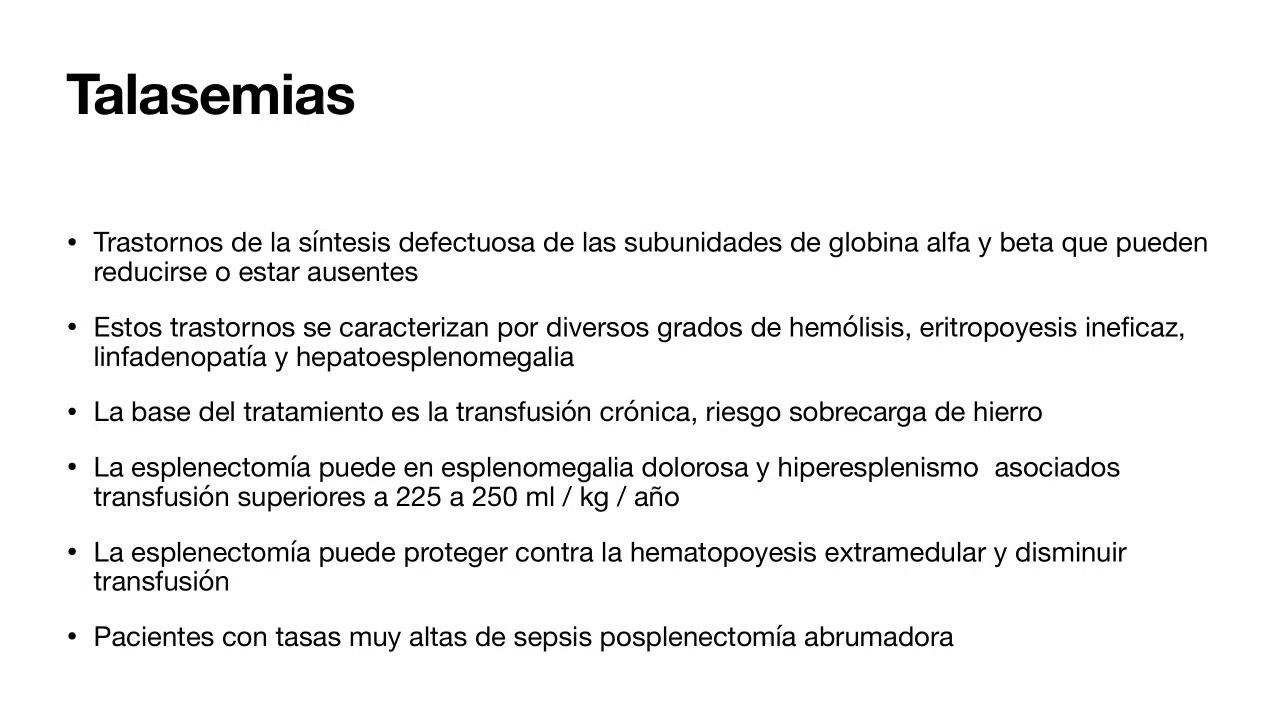 Talasemias
• Trastornos de la síntesis defectuosa de las subunidades de globina alfa y beta que pueden
reducirse o estar ausentes
• Estos trastornos se caracterizan por diversos grados de hemólisis, eritropoyesis ineficaz,
linfadenopatía y hepatoesplenomegalia
• La base del tratamiento es la transfusión crónica, riesgo sobrecarga de hierro
• La esplenectomía puede en esplenomegalia dolorosa y hiperesplenismo  asociados
transfusión superiores a 225 a 250 ml / kg / año
• La esplenectomía puede proteger contra la hematopoyesis extramedular y disminuir
transfusión
• Pacientes con tasas muy altas de sepsis posplenectomía abrumadora